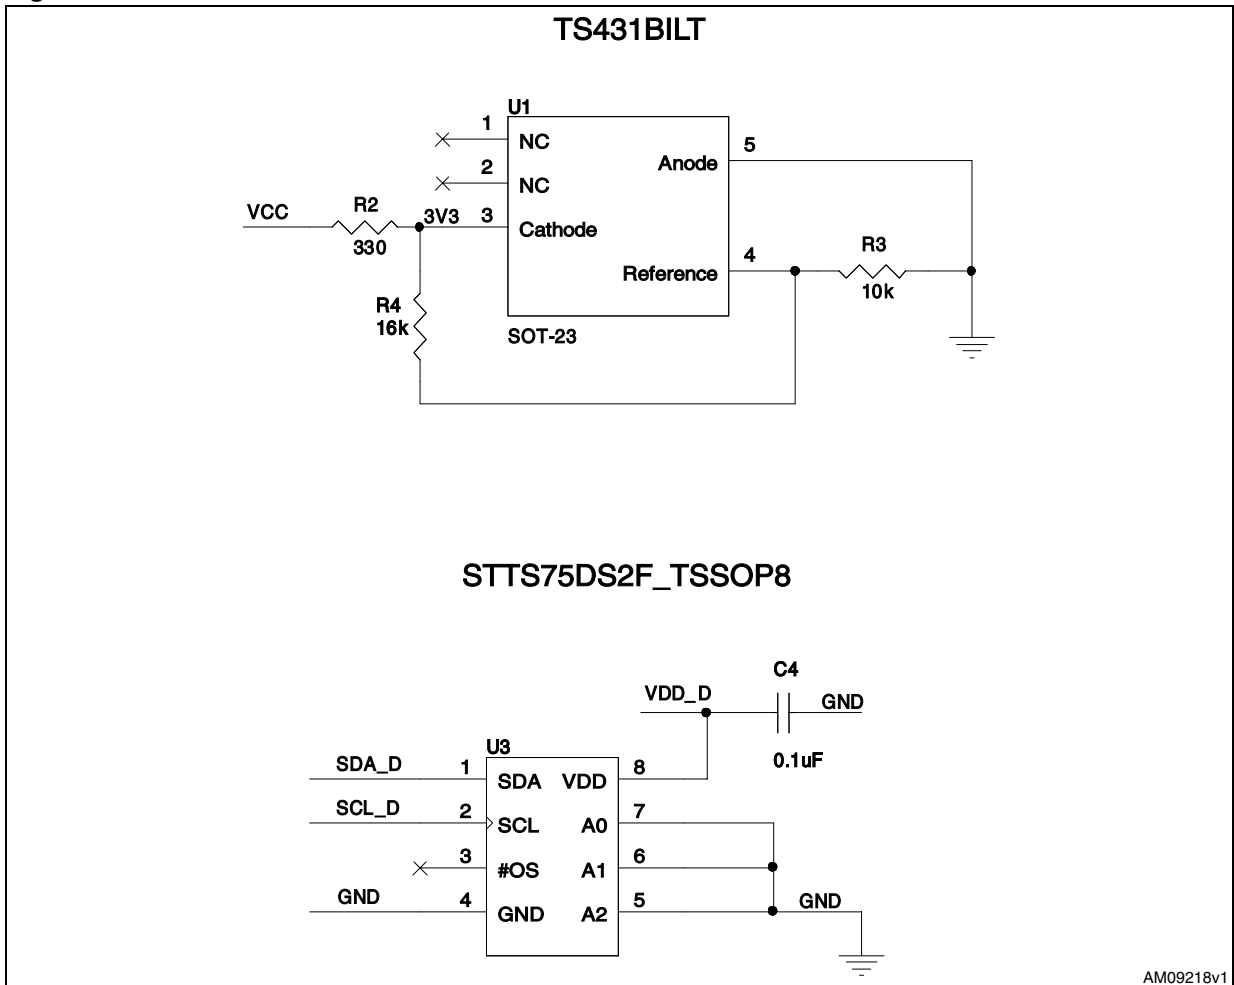 TS431BILT
U1
1
NC
2
NC
5
Anode
VCC
R2
330
3V3
3
Cathode
4
Reference
R3
10k
R4
16k
SOT-23
STTS75DS2F_TSSOP8
C4
VDD_D
GND
0.1uF
U3
SDA_D 1 SDA VDD 8
SCL_D 2 SCL A0 7
3 #OS A1 6
GND 4 GND A2 5 GND
AM09218v1